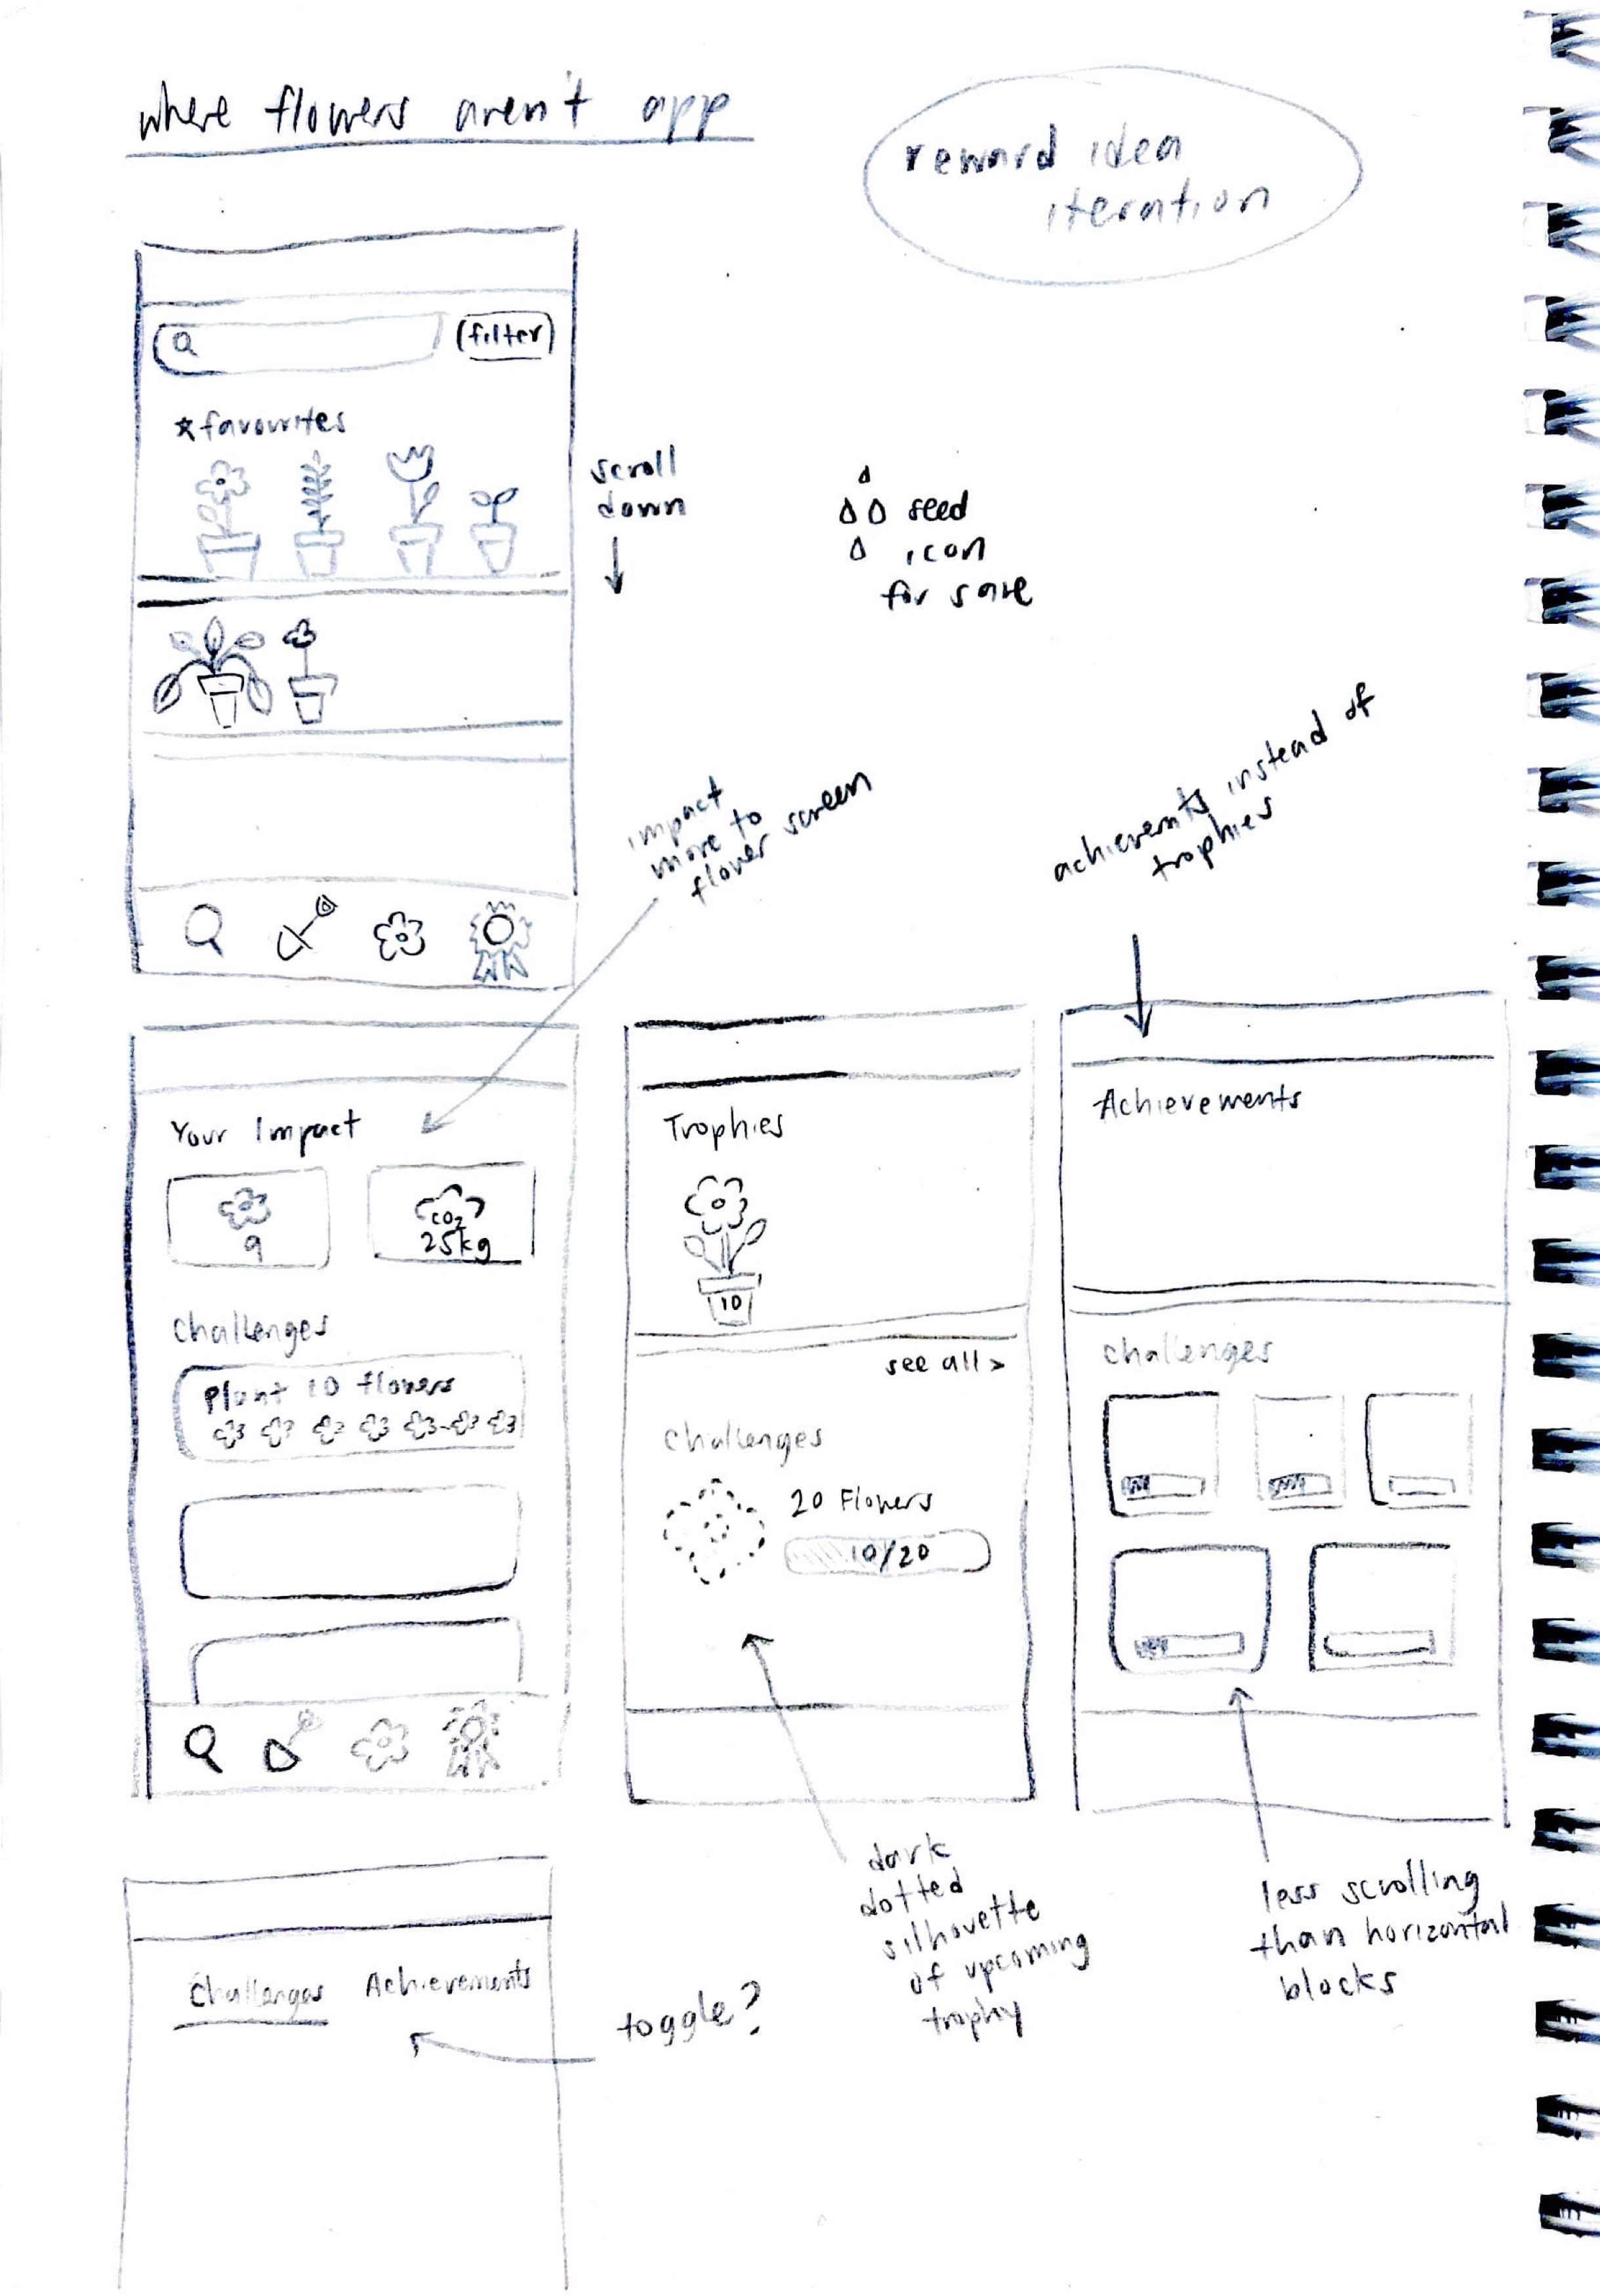 where flowers aren't app
reward idea
iteration
(filter)
favourites
scroll
down
seed
icon
for save
impact
move to
flower screen
achievements instead of
trophies
Your Impact
9
CO2
25kg
Challenges
Plant 10 flowers
Trophies
10
see all >
Challenges
20 Flowers
10/20
Achievements
Challenges
dark
dotted
silhouette
of upcoming
trophy
less scrolling
than horizontal
blocks
Challenges Achievements
toggle?